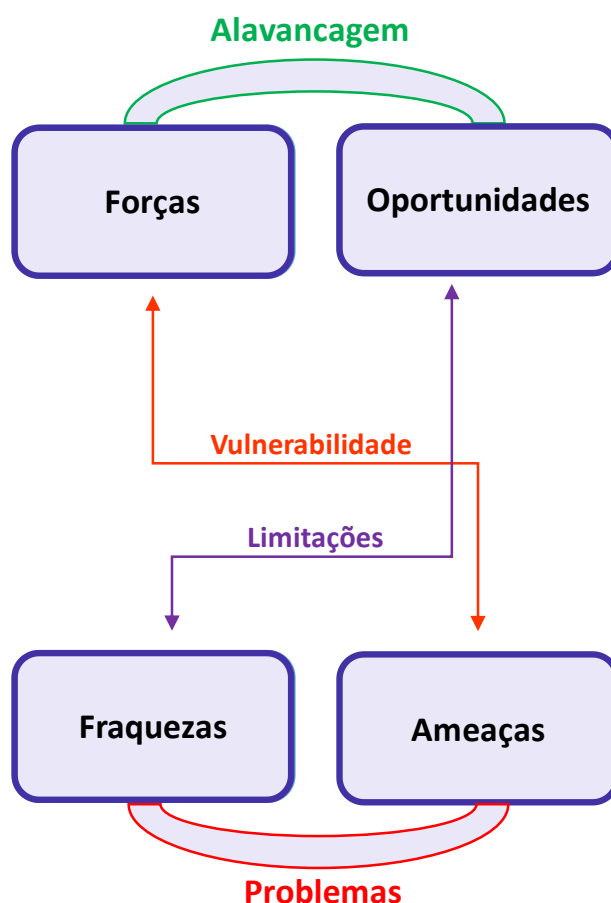 Alavancagem
Forças
Oportunidades
Vulnerabilidade
Limitações
Fraquezas
Ameaças
Problemas